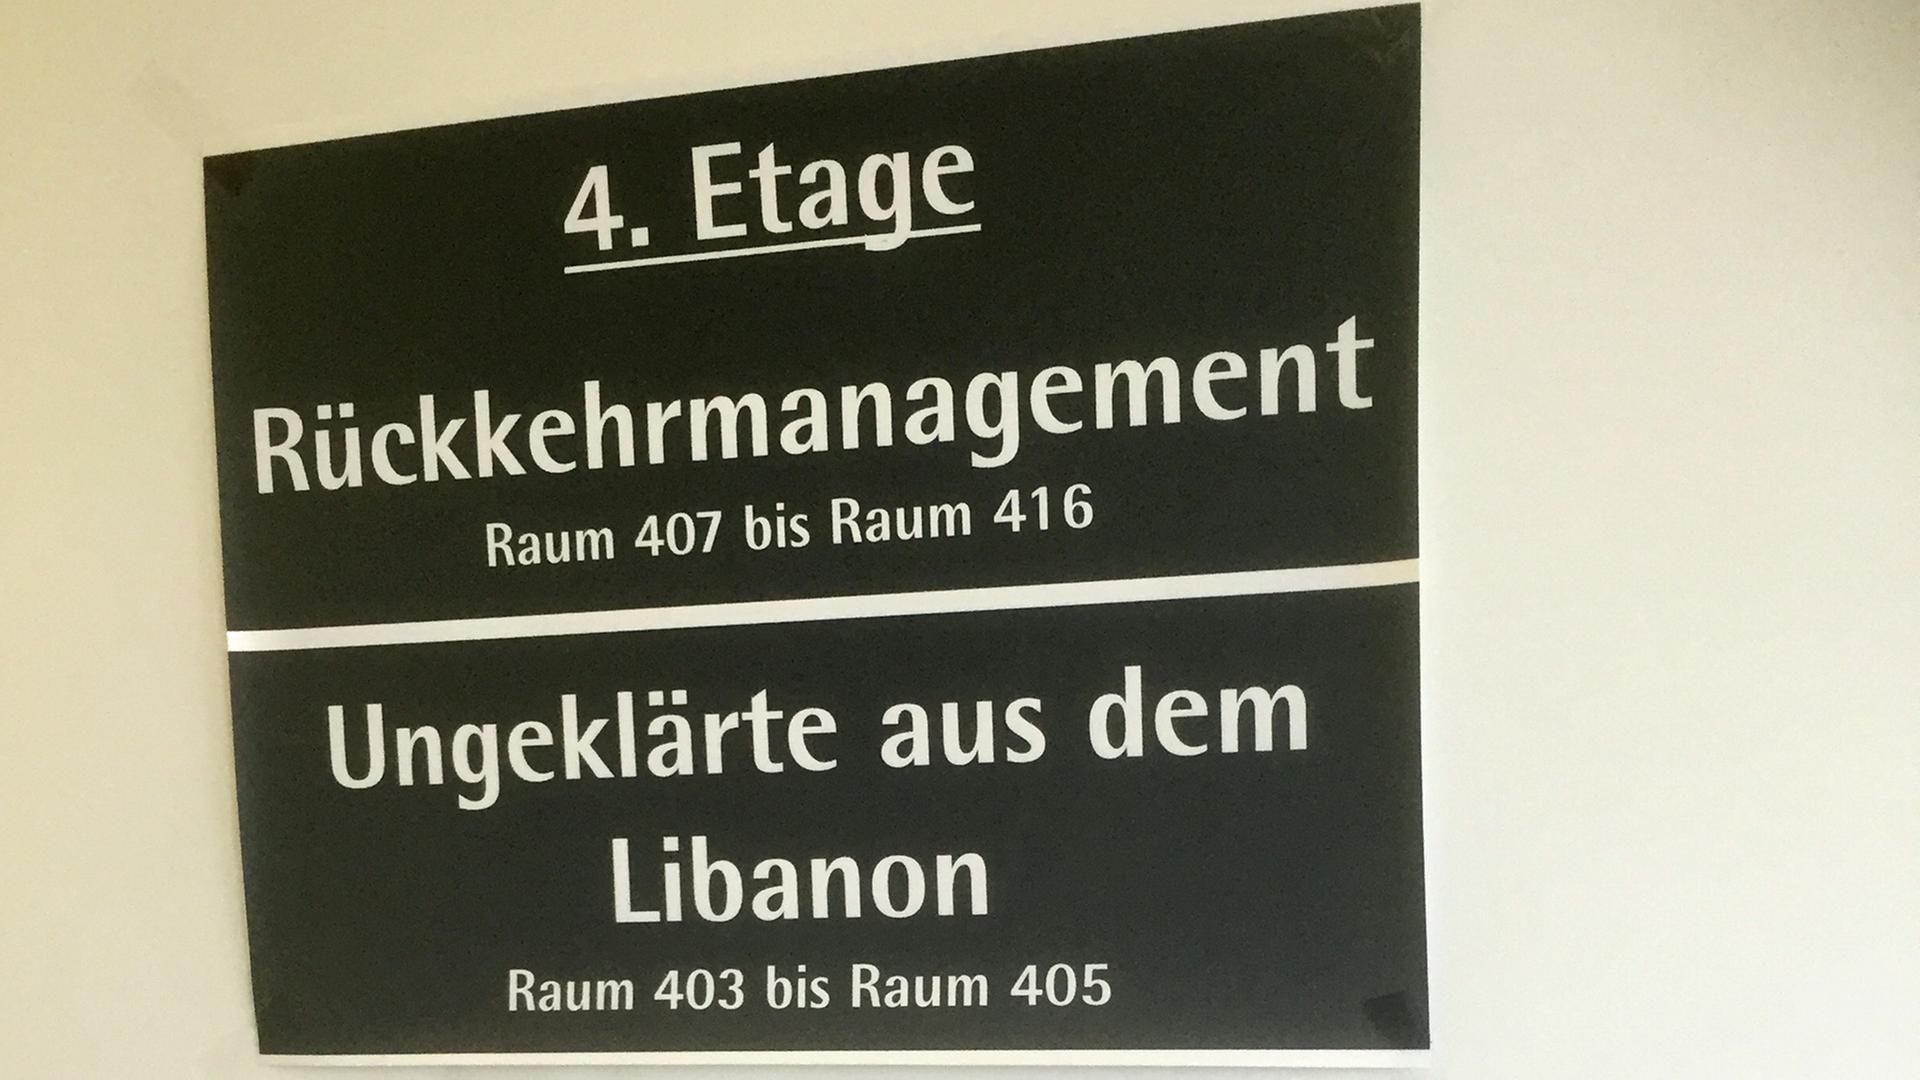 4. Etage
Rückkehrmanagement
Raum 407 bis Raum 416
Ungeklärte aus dem
Libanon
Raum 403 bis Raum 405